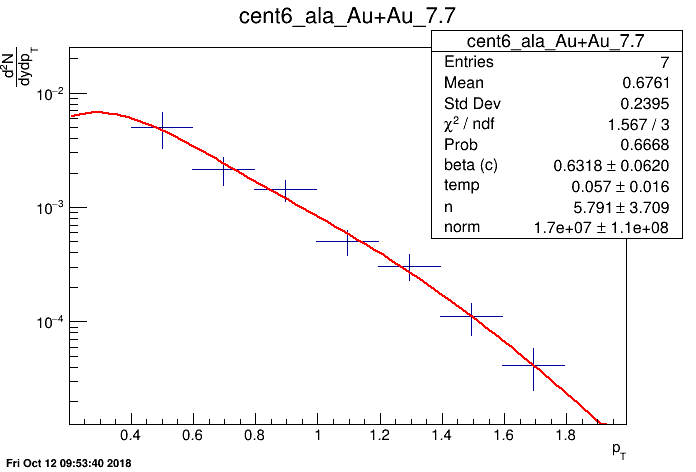 cent6_ala_Au+Au_7.7
cent6_ala_Au+Au_7.7
Entries 7
Mean 0.6761
Std Dev 0.2395
χ² / ndf 1.567 / 3
Prob 0.6668
beta (c) 0.6318 ± 0.0620
temp 0.057 ± 0.016
n 5.791 ± 3.709
norm 1.7e+07 ± 1.1e+08
d²N
dydp_T
10⁻²
10⁻³
10⁻⁴
0.4 0.6 0.8 1 1.2 1.4 1.6 1.8
p_T
Fri Oct 12 09:53:40 2018